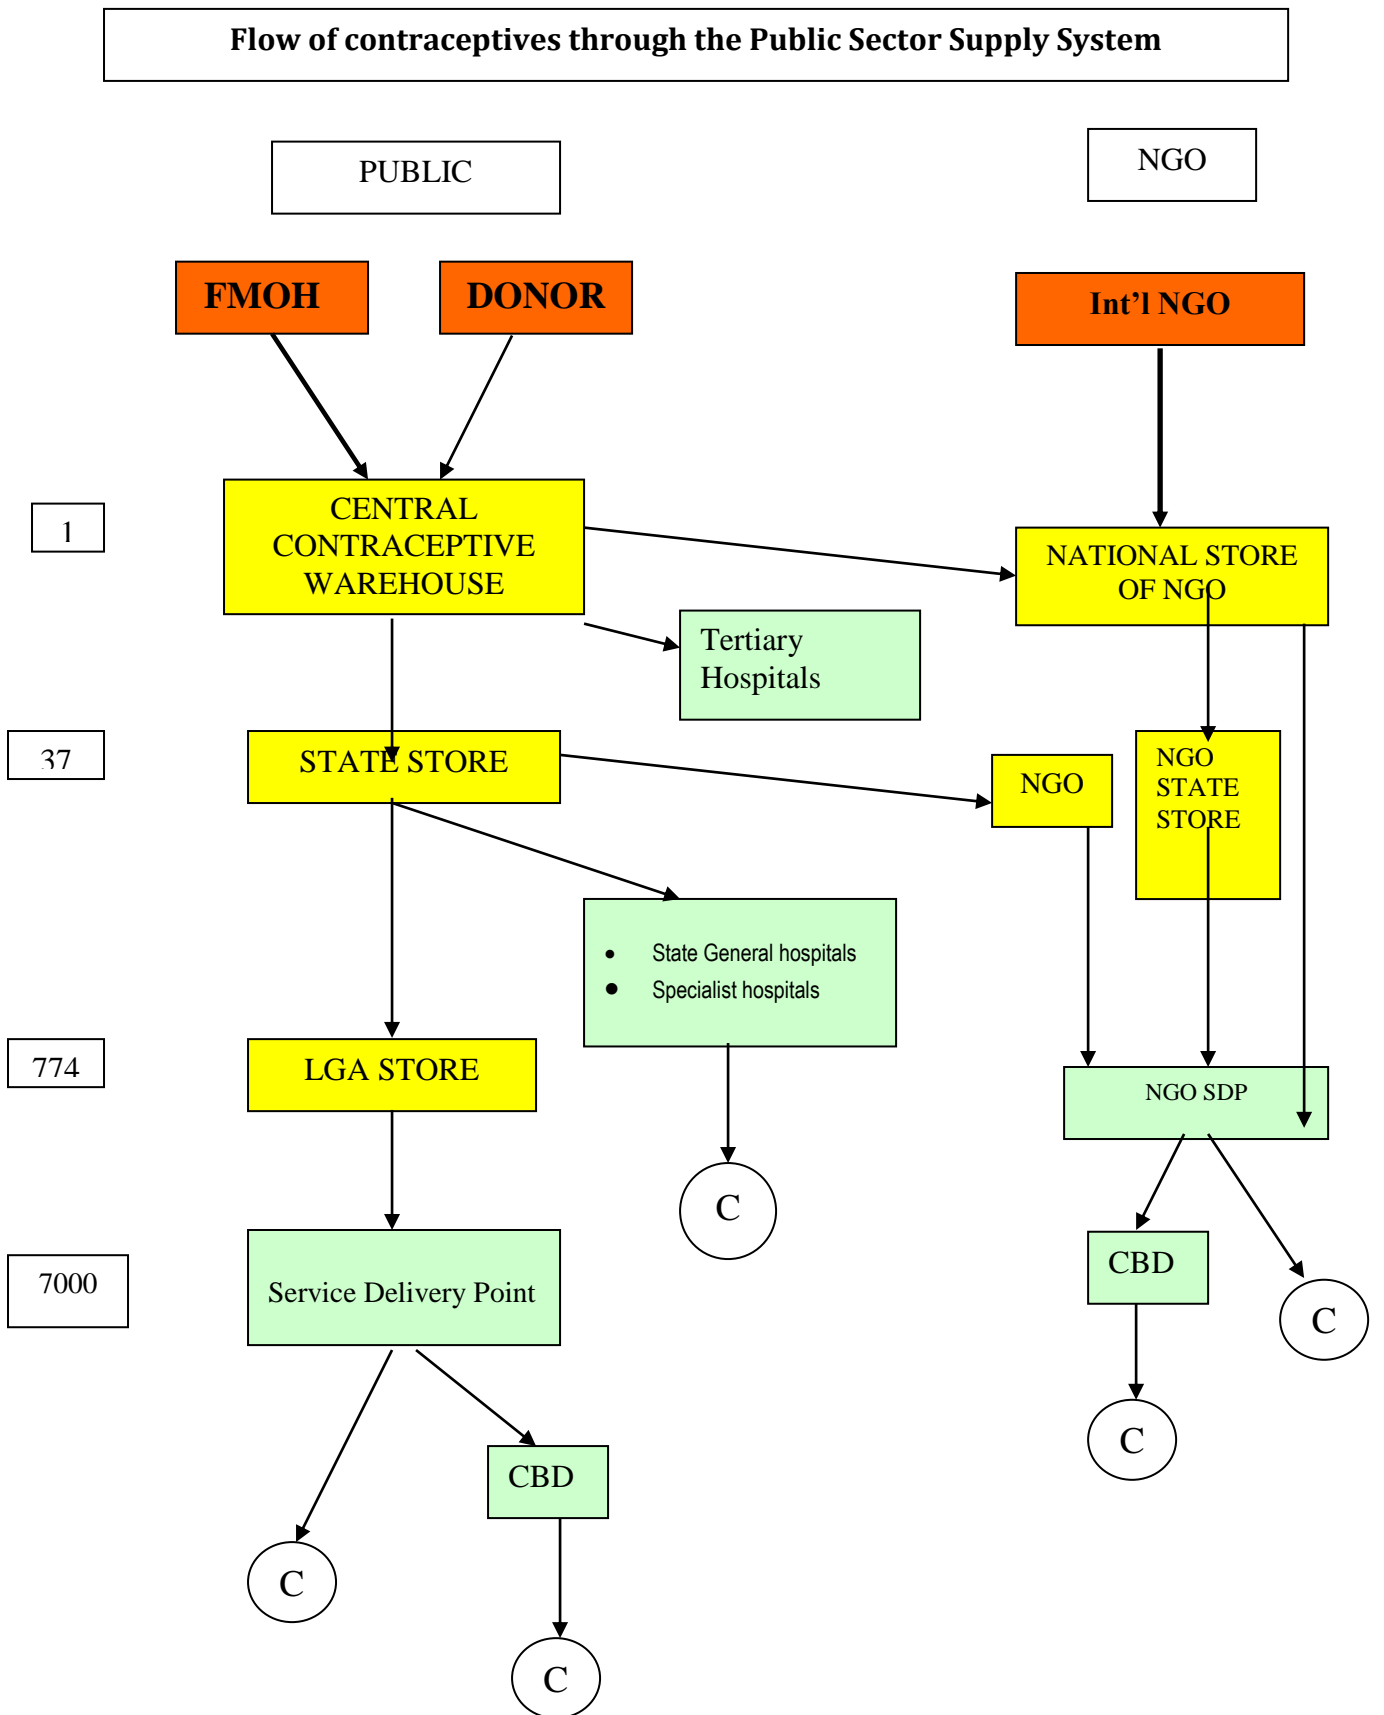 Flow of contraceptives through the Public Sector Supply System
PUBLIC
NGO
FMOH
DONOR
Int’l NGO
1
CENTRAL
CONTRACEPTIVE
WAREHOUSE
NATIONAL STORE
OF NGO
Tertiary
Hospitals
37
STATE STORE
NGO
NGO
STATE
STORE
• State General hospitals
• Specialist hospitals
774
LGA STORE
NGO SDP
C
7000
Service Delivery Point
CBD
C
C
CBD
C
C